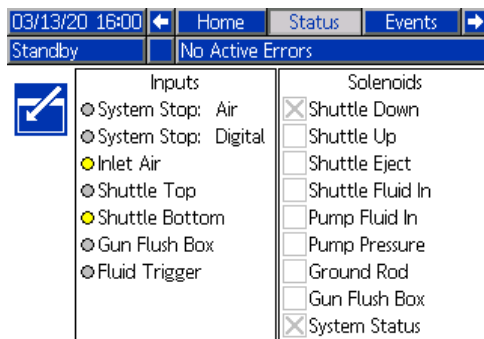 03/13/20 16:00 Home Status Events
Standby No Active Errors
Inputs
System Stop: Air
System Stop: Digital
Inlet Air
Shuttle Top
Shuttle Bottom
Gun Flush Box
Fluid Trigger
Solenoids
Shuttle Down
Shuttle Up
Shuttle Eject
Shuttle Fluid In
Pump Fluid In
Pump Pressure
Ground Rod
Gun Flush Box
System Status